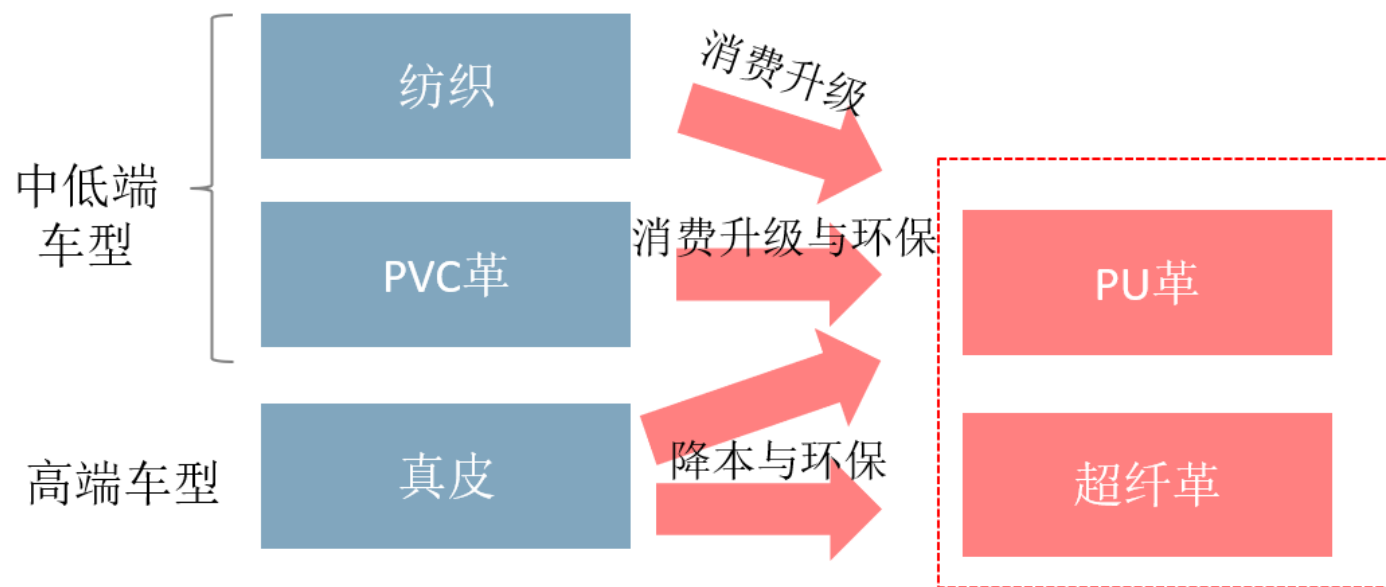 纺织
消费升级
中低端
车型
PVC革
消费升级与环保
PU革
高端车型
真皮
降本与环保
超纤革